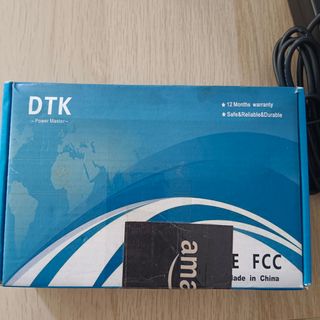 DTK
~Power Master~
★12 Months warranty
★Safe&Reliable&Durable
ama
E FCC
ade in China